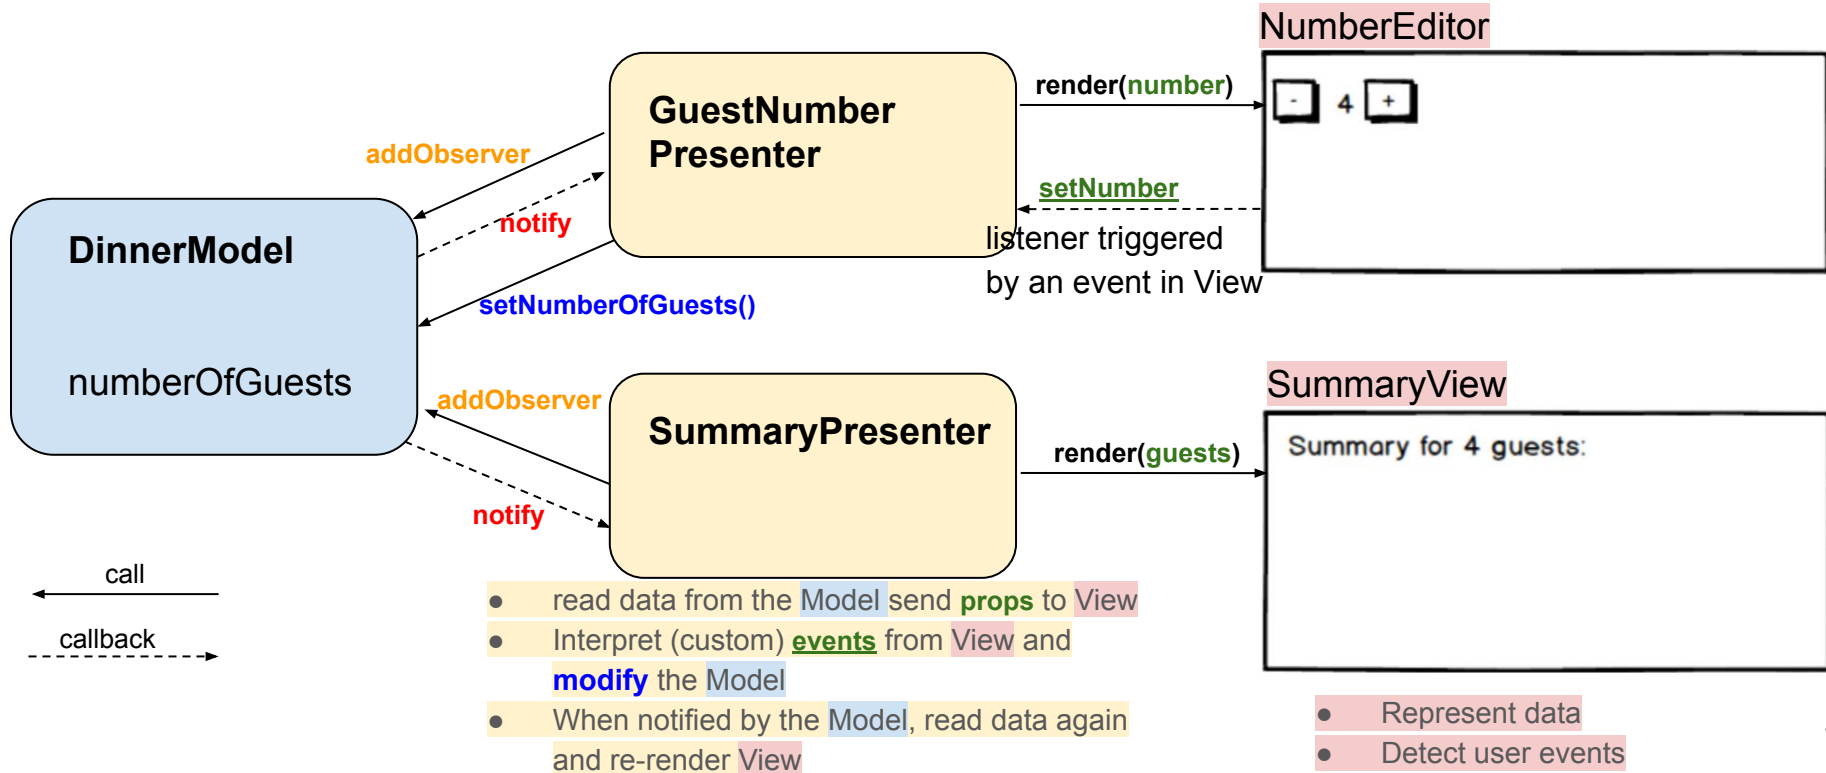 NumberEditor
GuestNumber
Presenter
render(number)
- 4 +
addObserver
setNumber
notify
listener triggered
by an event in View
DinnerModel
setNumberOfGuests()
numberOfGuests
addObserver
SummaryPresenter
SummaryView
render(guests)
Summary for 4 guests:
notify
call
callback
● read data from the Model send props to View
● Interpret (custom) events from View and
modify the Model
● When notified by the Model, read data again
and re-render View
● Represent data
● Detect user events